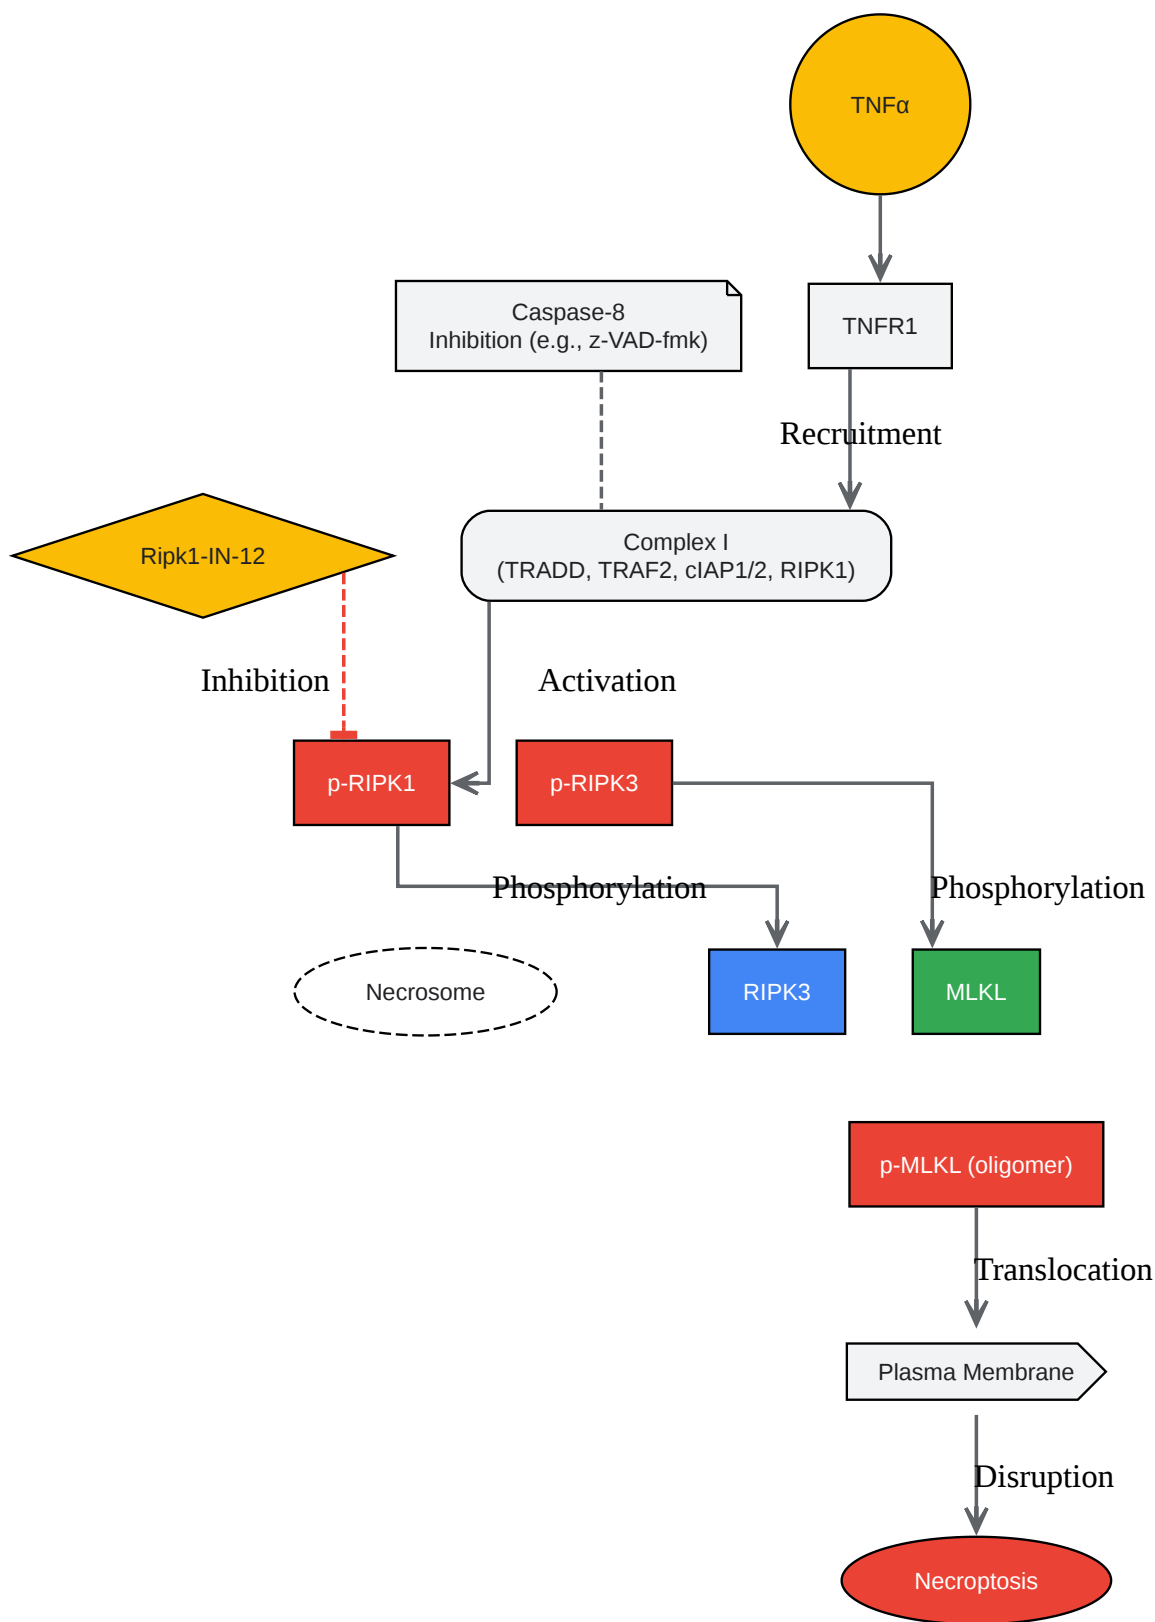 TNFα
Caspase-8
Inhibition (e.g., z-VAD-fmk)
TNFR1
Recruitment
Ripk1-IN-12
Complex I
(TRADD, TRAF2, cIAP1/2, RIPK1)
Inhibition
Activation
p-RIPK1
p-RIPK3
Phosphorylation
Phosphorylation
Necrosome
RIPK3
MLKL
p-MLKL (oligomer)
Translocation
Plasma Membrane
Disruption
Necroptosis